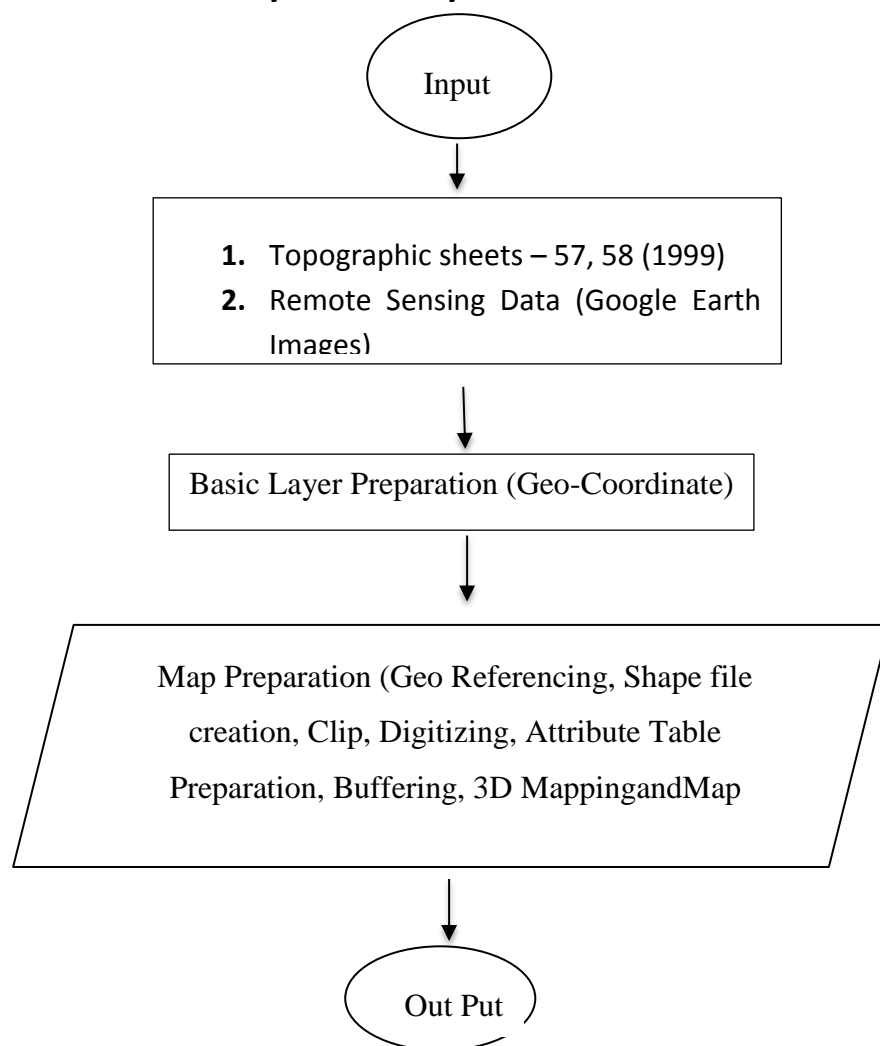 Input
1. Topographic sheets – 57, 58 (1999)
2. Remote Sensing Data (Google Earth
Images)
Basic Layer Preparation (Geo-Coordinate)
Map Preparation (Geo Referencing, Shape file
creation, Clip, Digitizing, Attribute Table
Preparation, Buffering, 3D MappingandMap
Out Put